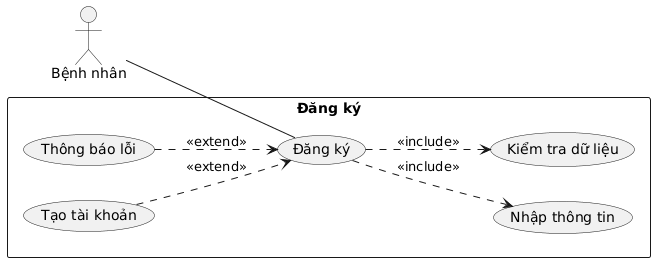 Bệnh nhân
Đăng ký
Thông báo lỗi
«extend»
Đăng ký
«include»
Kiểm tra dữ liệu
«extend»
«include»
Tạo tài khoản
Nhập thông tin